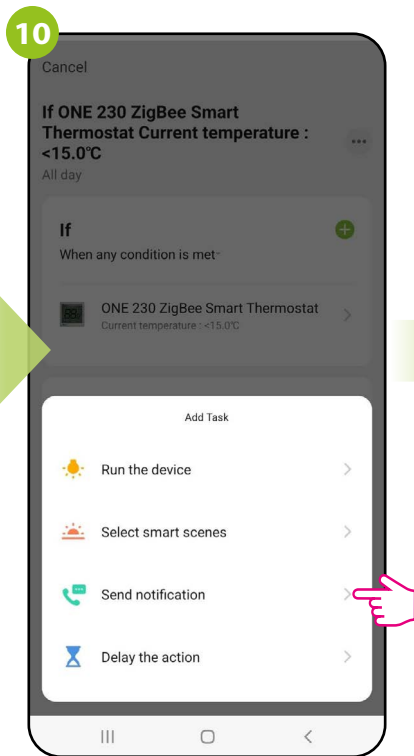 10
Cancel
If ONE 230 ZigBee Smart
Thermostat Current temperature :
<15.0°C
All day
If
When any condition is met
ONE 230 ZigBee Smart Thermostat
Current temperature : <15.0°C
Add Task
Run the device
Select smart scenes
Send notification
Delay the action